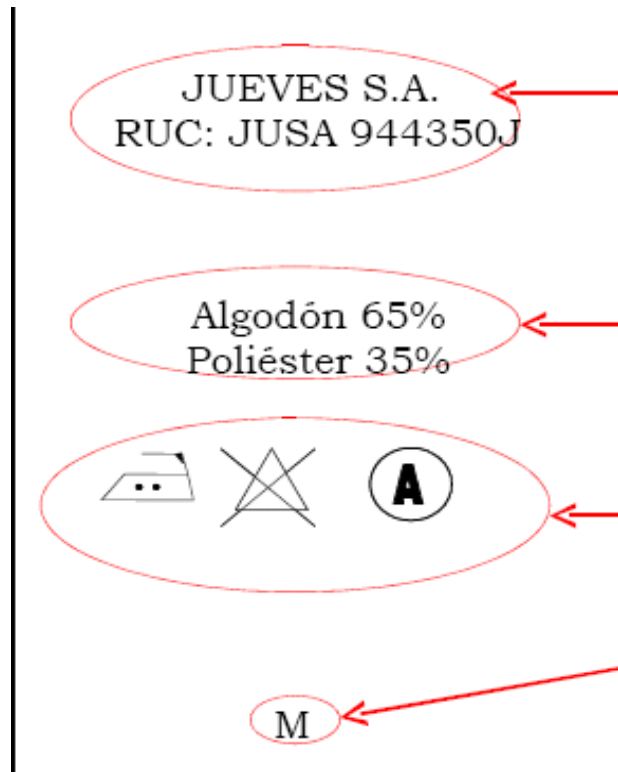 JUEVES S.A.
RUC: JUSA 944350J
Algodón 65%
Poliéster 35%
A
M